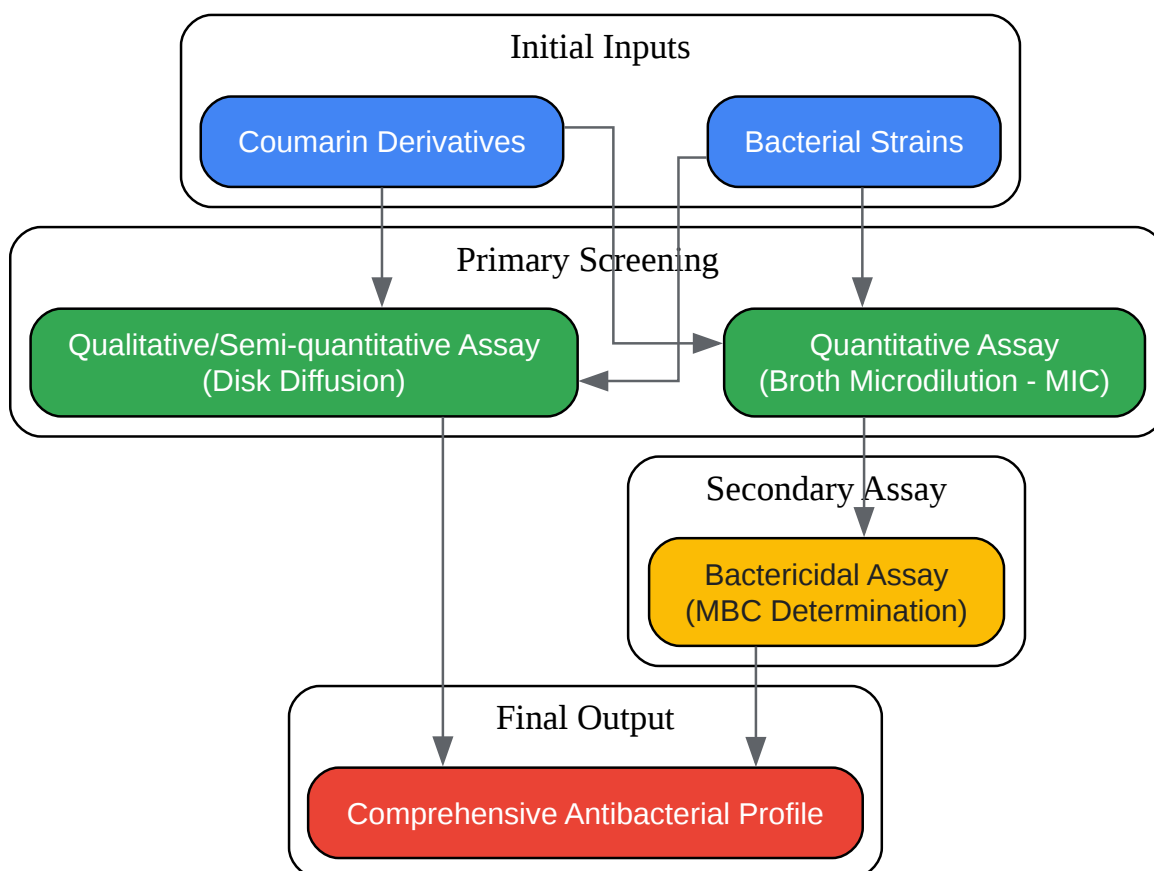 Initial Inputs
Coumarin Derivatives
Bacterial Strains
Primary Screening
Qualitative/Semi-quantitative Assay
(Disk Diffusion)
Quantitative Assay
(Broth Microdilution - MIC)
Secondary Assay
Bactericidal Assay
(MBC Determination)
Final Output
Comprehensive Antibacterial Profile